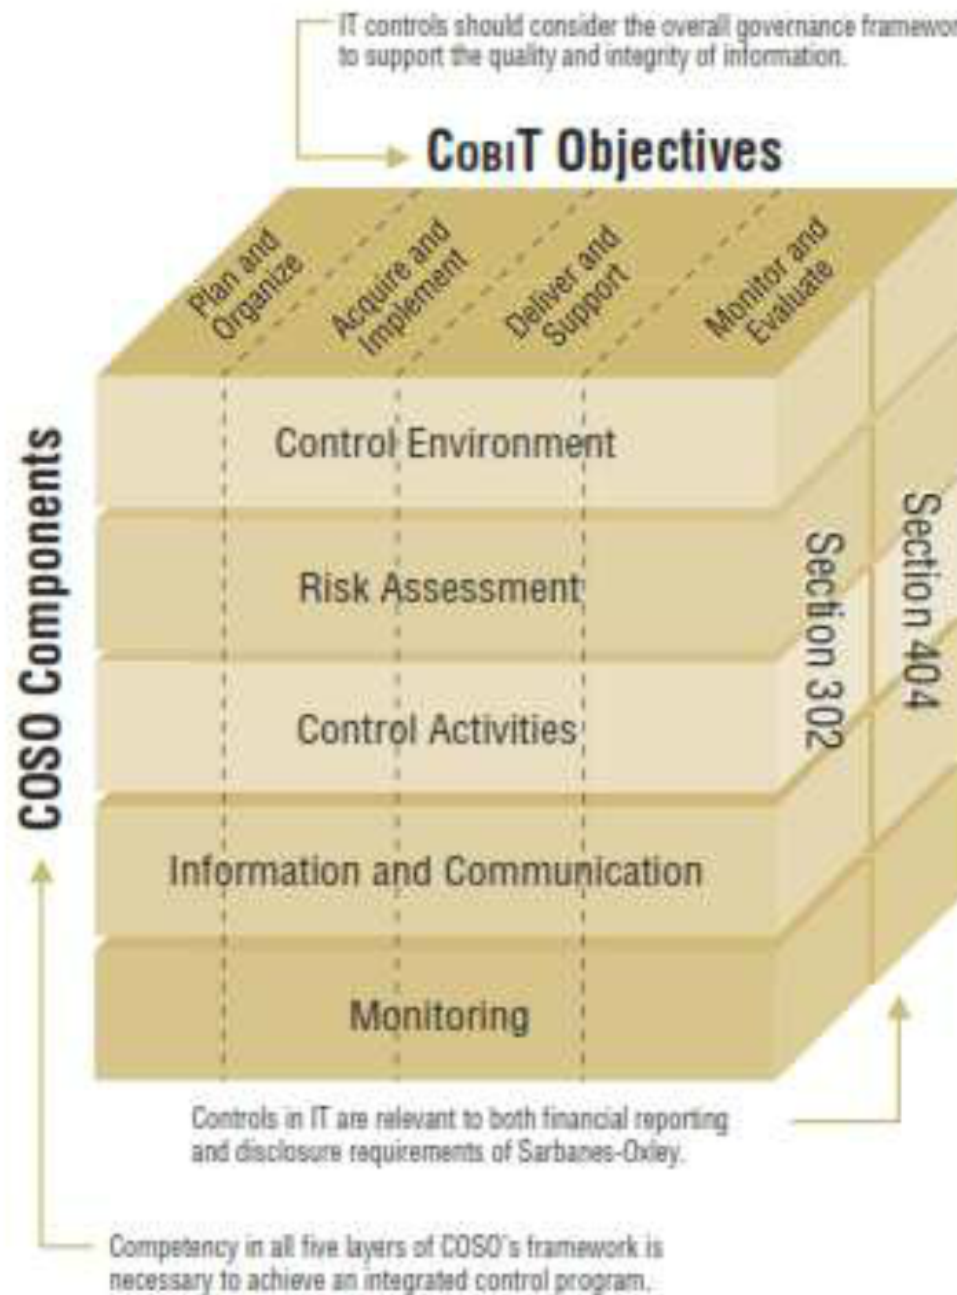 IT controls should consider the overall governance framewor
to support the quality and integrity of information.
COBIT Objectives
Plan and
Organize
Acquire and
Implement
Deliver and
Support
Monitor and
Evaluate
COSO Components
Control Environment
Risk Assessment
Control Activities
Information and Communication
Monitoring
Section 302
Section 404
Controls in IT are relevant to both financial reporting
and disclosure requirements of Sarbanes-Oxley.
Competency in all five layers of COSO's framework is
necessary to achieve an integrated control program.